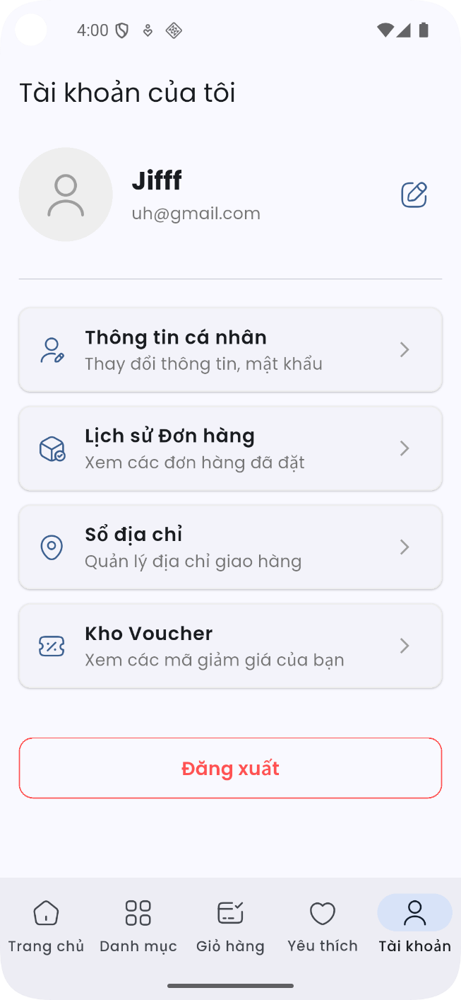 4:00
Tài khoản của tôi
Jifff
uh@gmail.com
Thông tin cá nhân
Thay đổi thông tin, mật khẩu
Lịch sử Đơn hàng
Xem các đơn hàng đã đặt
Sổ địa chỉ
Quản lý địa chỉ giao hàng
Kho Voucher
Xem các mã giảm giá của bạn
Đăng xuất
Trang chủ Danh mục Giỏ hàng Yêu thích Tài khoản